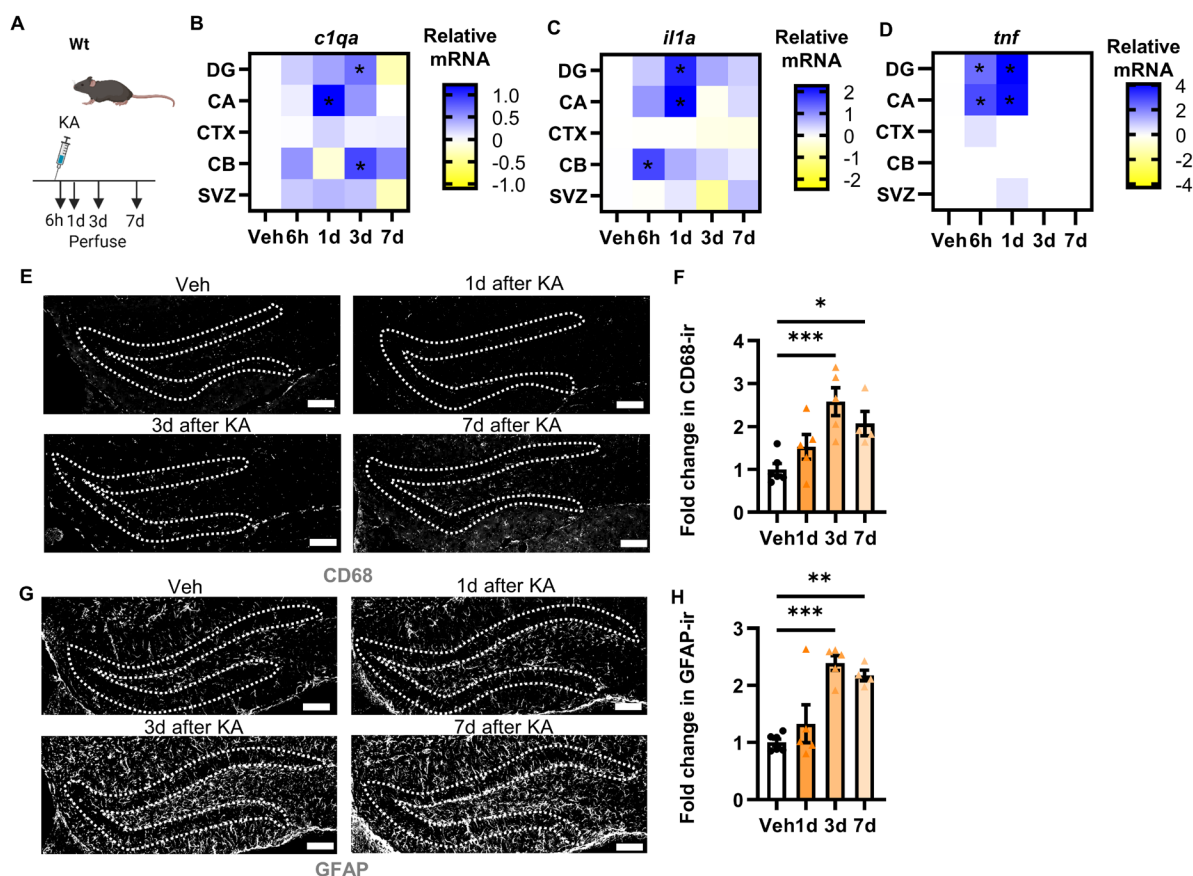 A
Wt
KA
6h 1d 3d 7d
Perfuse
B
c1qa
Relative
mRNA
DG *
CA *
CTX
CB *
SVZ
Veh 6h 1d 3d 7d
1.0
0.5
0.0
-0.5
-1.0
C
il1a
Relative
mRNA
DG *
CA *
CTX
CB *
SVZ
Veh 6h 1d 3d 7d
2
1
0
-1
-2
D
tnf
Relative
mRNA
DG * *
CA * *
CTX
CB
SVZ
Veh 6h 1d 3d 7d
4
2
0
-2
-4
E
Veh
1d after KA
3d after KA
7d after KA
CD68
F
Fold change in CD68-ir
*
***
4
3
2
1
0
Veh 1d 3d 7d
G
Veh
1d after KA
3d after KA
7d after KA
GFAP
H
Fold change in GFAP-ir
**
***
3
2
1
0
Veh 1d 3d 7d